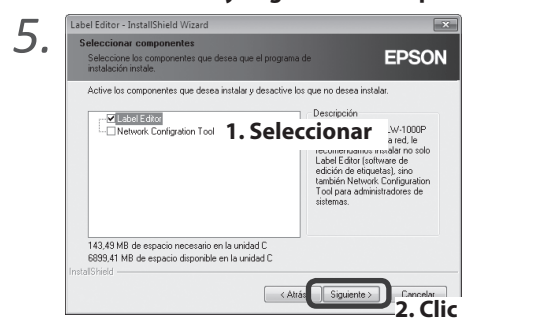 5.
Label Editor - InstallShield Wizard
Seleccionar componentes
Seleccione los componentes que desea que el programa de
instalación instale.
EPSON
Active los componentes que desea instalar y desactive los que no desea instalar.
Label Editor
Network Configration Tool
1. Seleccionar
Descripción
LW-1000P
a red, le
recomendamos instalar no solo
Label Editor (software de
edición de etiquetas), sino
también Network Configuration
Tool para administradores de
sistemas.
143,49 MB de espacio necesario en la unidad C
6899,41 MB de espacio disponible en la unidad C
InstallShield
< Atrás
Siguiente >
Cancelar
2. Clic